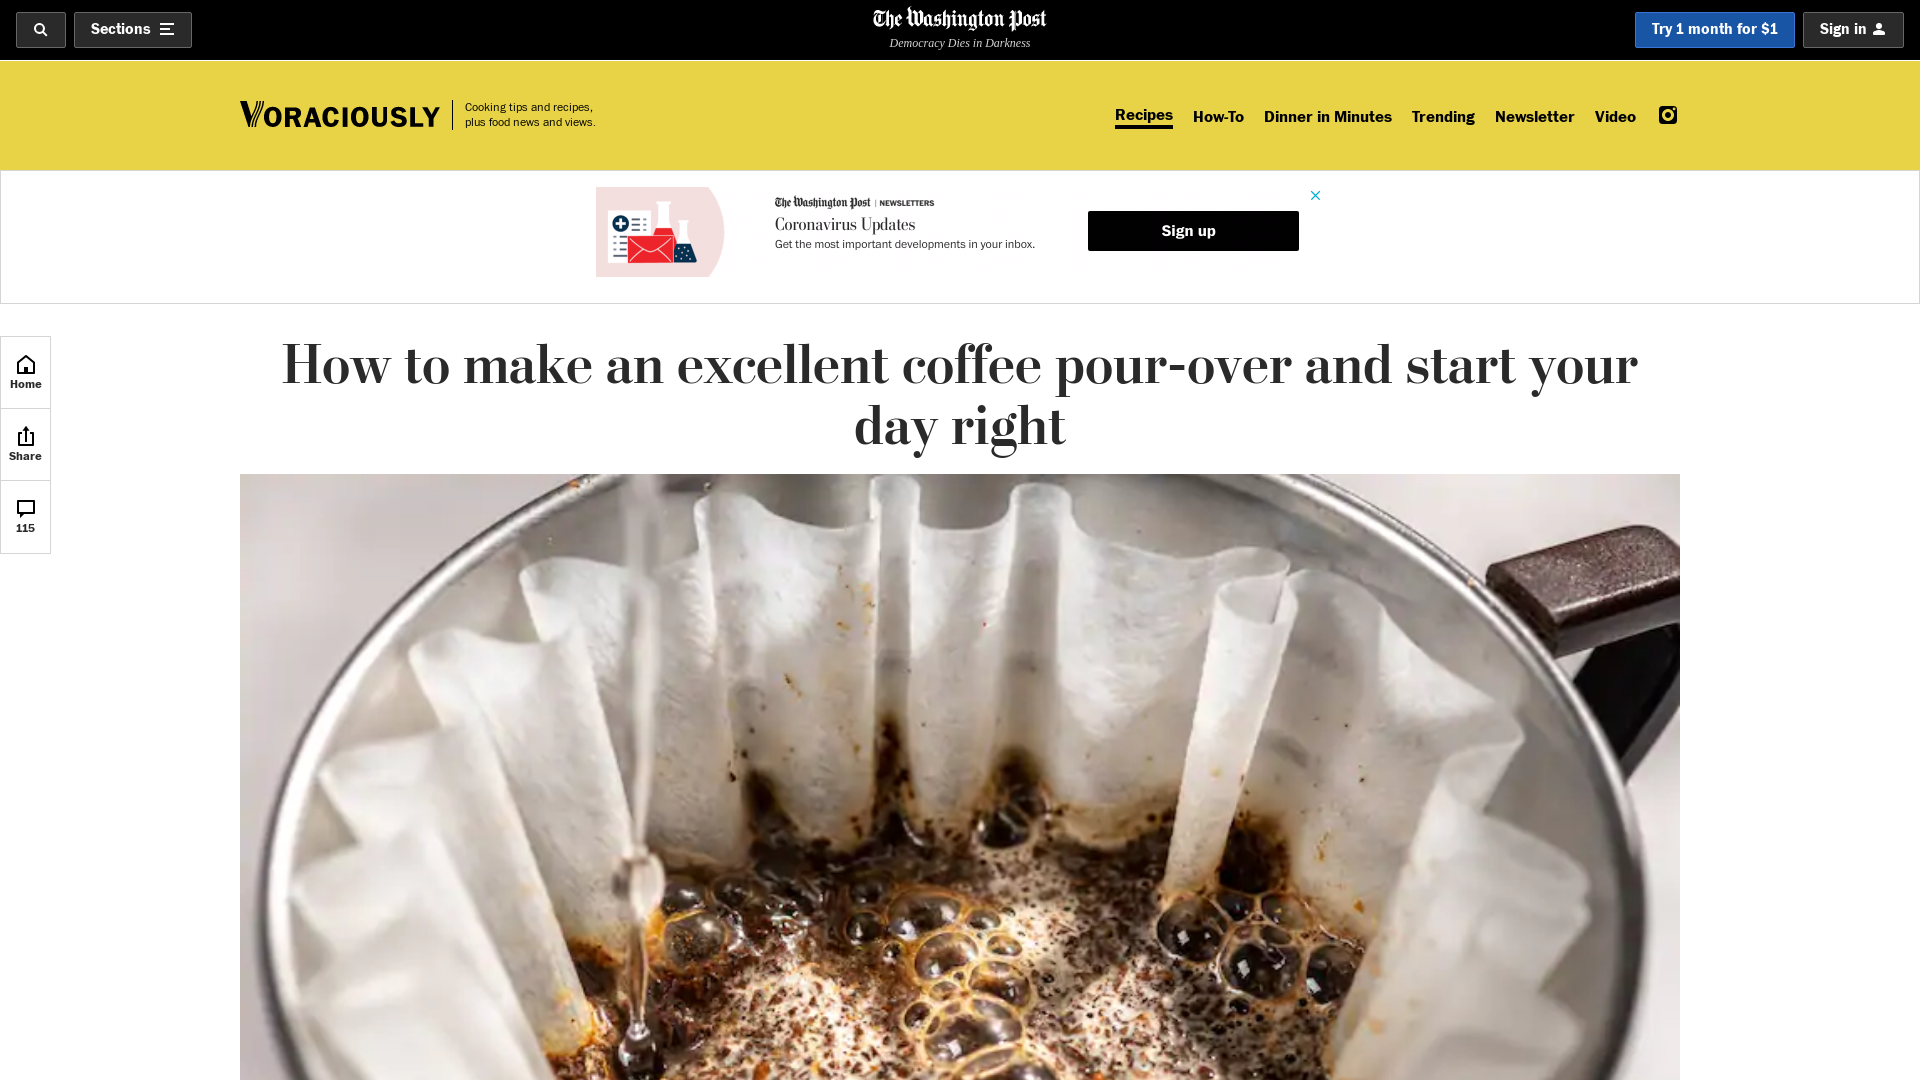 Sections
The Washington Post
Democracy Dies in Darkness
Try 1 month for $1
Sign in
VORACIOUSLY
Cooking tips and recipes,
plus food news and views.
Recipes
How-To
Dinner in Minutes
Trending
Newsletter
Video
The Washington Post | NEWSLETTERS
Coronavirus Updates
Get the most important developments in your inbox.
Sign up
Home
Share
115
How to make an excellent coffee pour-over and start your
day right